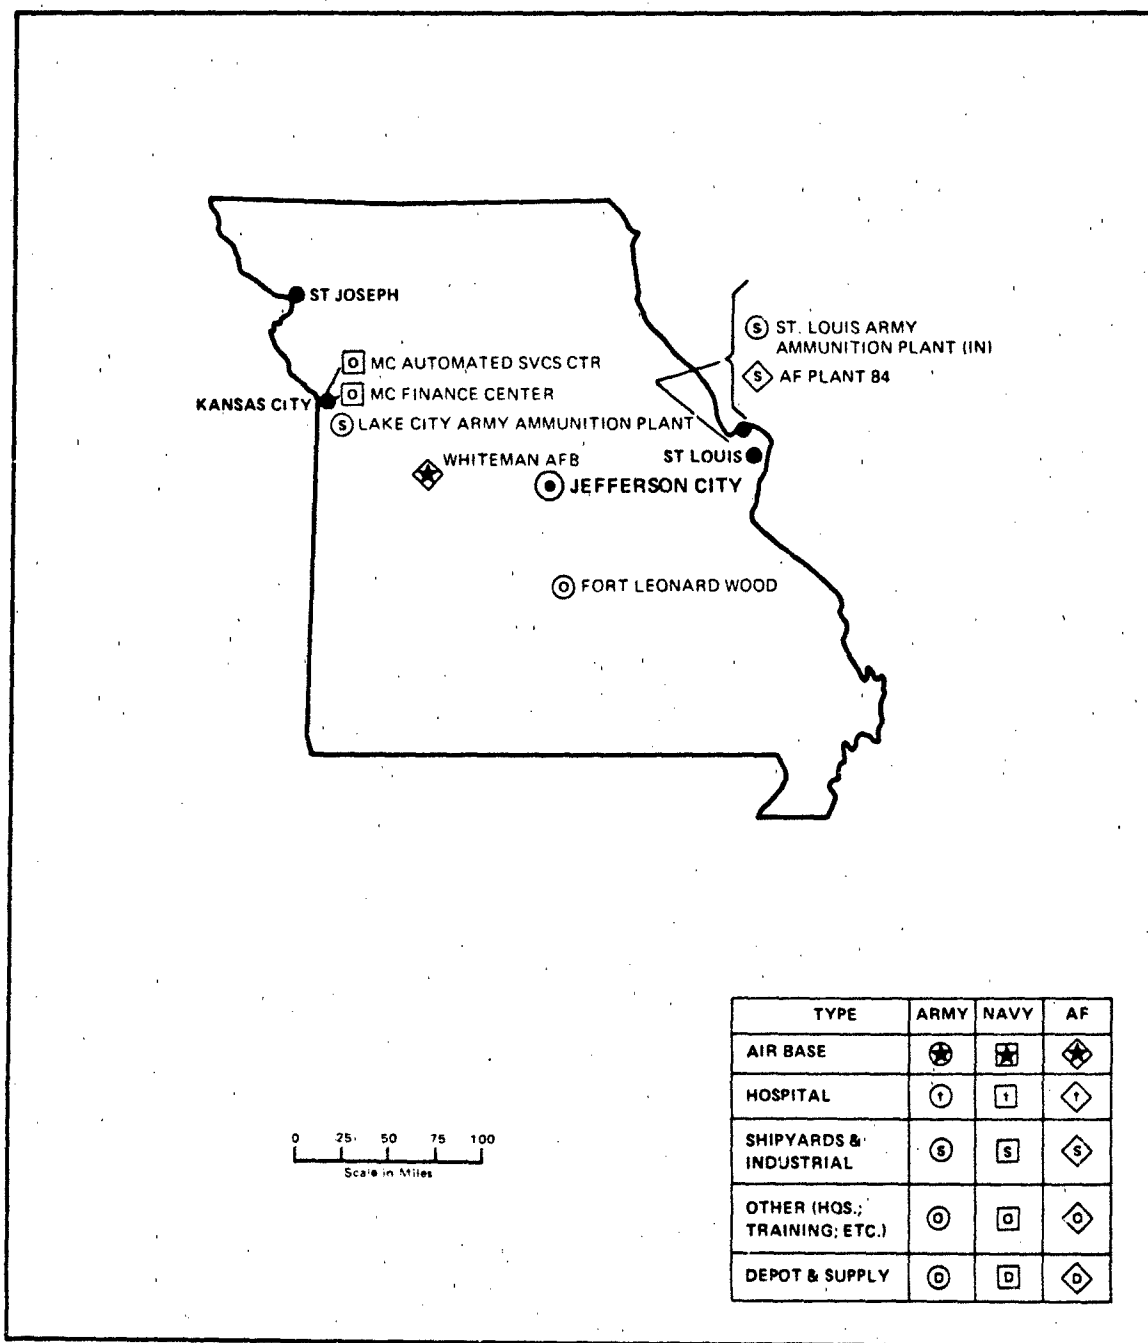 ST JOSEPH
O MC AUTOMATED SVCS CTR
O MC FINANCE CENTER
KANSAS CITY
S LAKE CITY ARMY AMMUNITION PLANT
S ST. LOUIS ARMY
AMMUNITION PLANT (IN)
S AF PLANT 84
ST LOUIS
WHITEMAN AFB
JEFFERSON CITY
O FORT LEONARD WOOD
0 25 50 75 100
Scale in Miles
TYPE ARMY NAVY AF
AIR BASE
HOSPITAL † † †
SHIPYARDS &
INDUSTRIAL S S S
OTHER (HOS.;
TRAINING; ETC.) O O O
DEPOT & SUPPLY D D D